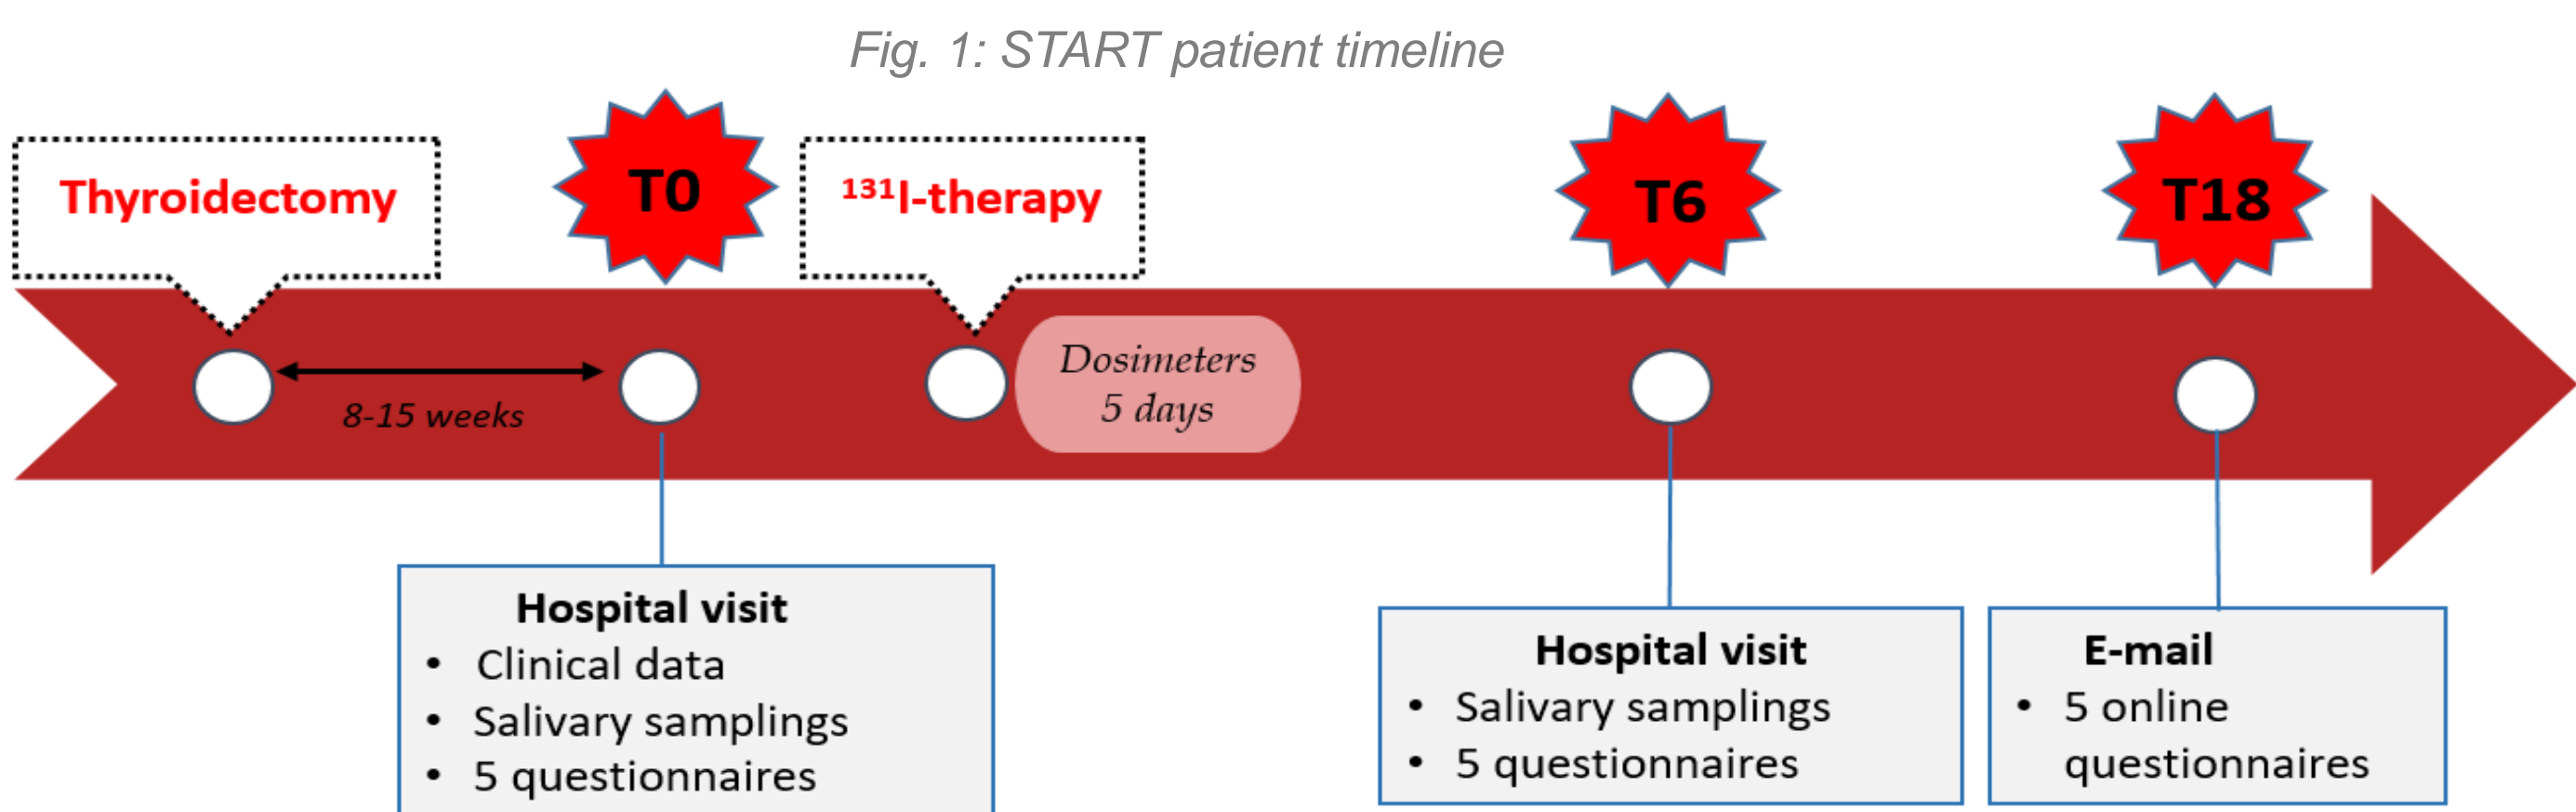 Fig. 1: START patient timeline
Thyroidectomy
T0
¹³¹I-therapy
T6
T18
8-15 weeks
Dosimeters
5 days
Hospital visit
• Clinical data
• Salivary samplings
• 5 questionnaires
Hospital visit
• Salivary samplings
• 5 questionnaires
E-mail
• 5 online
questionnaires